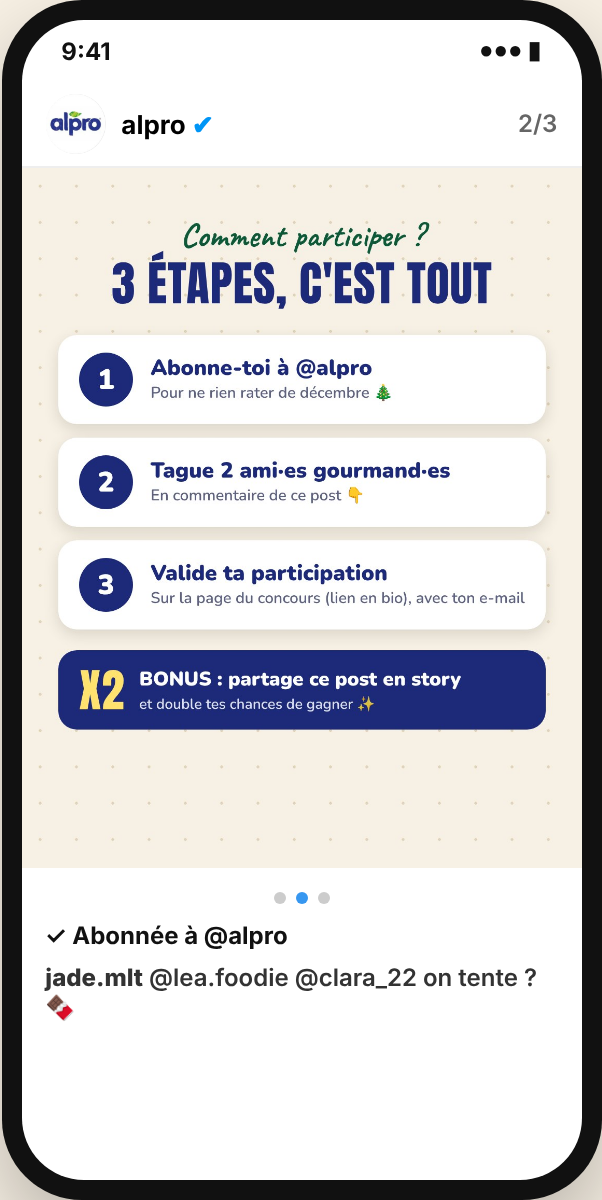 9:41
alpro
alpro ✔
2/3
Comment participer ?
3 ÉTAPES, C'EST TOUT
1
Abonne-toi à @alpro
Pour ne rien rater de décembre 🎄
2
Tague 2 ami·es gourmand·es
En commentaire de ce post 👇
3
Valide ta participation
Sur la page du concours (lien en bio), avec ton e-mail
X2
BONUS : partage ce post en story
et double tes chances de gagner ✨
✓ Abonnée à @alpro
jade.mlt @lea.foodie @clara_22 on tente ?
🍫